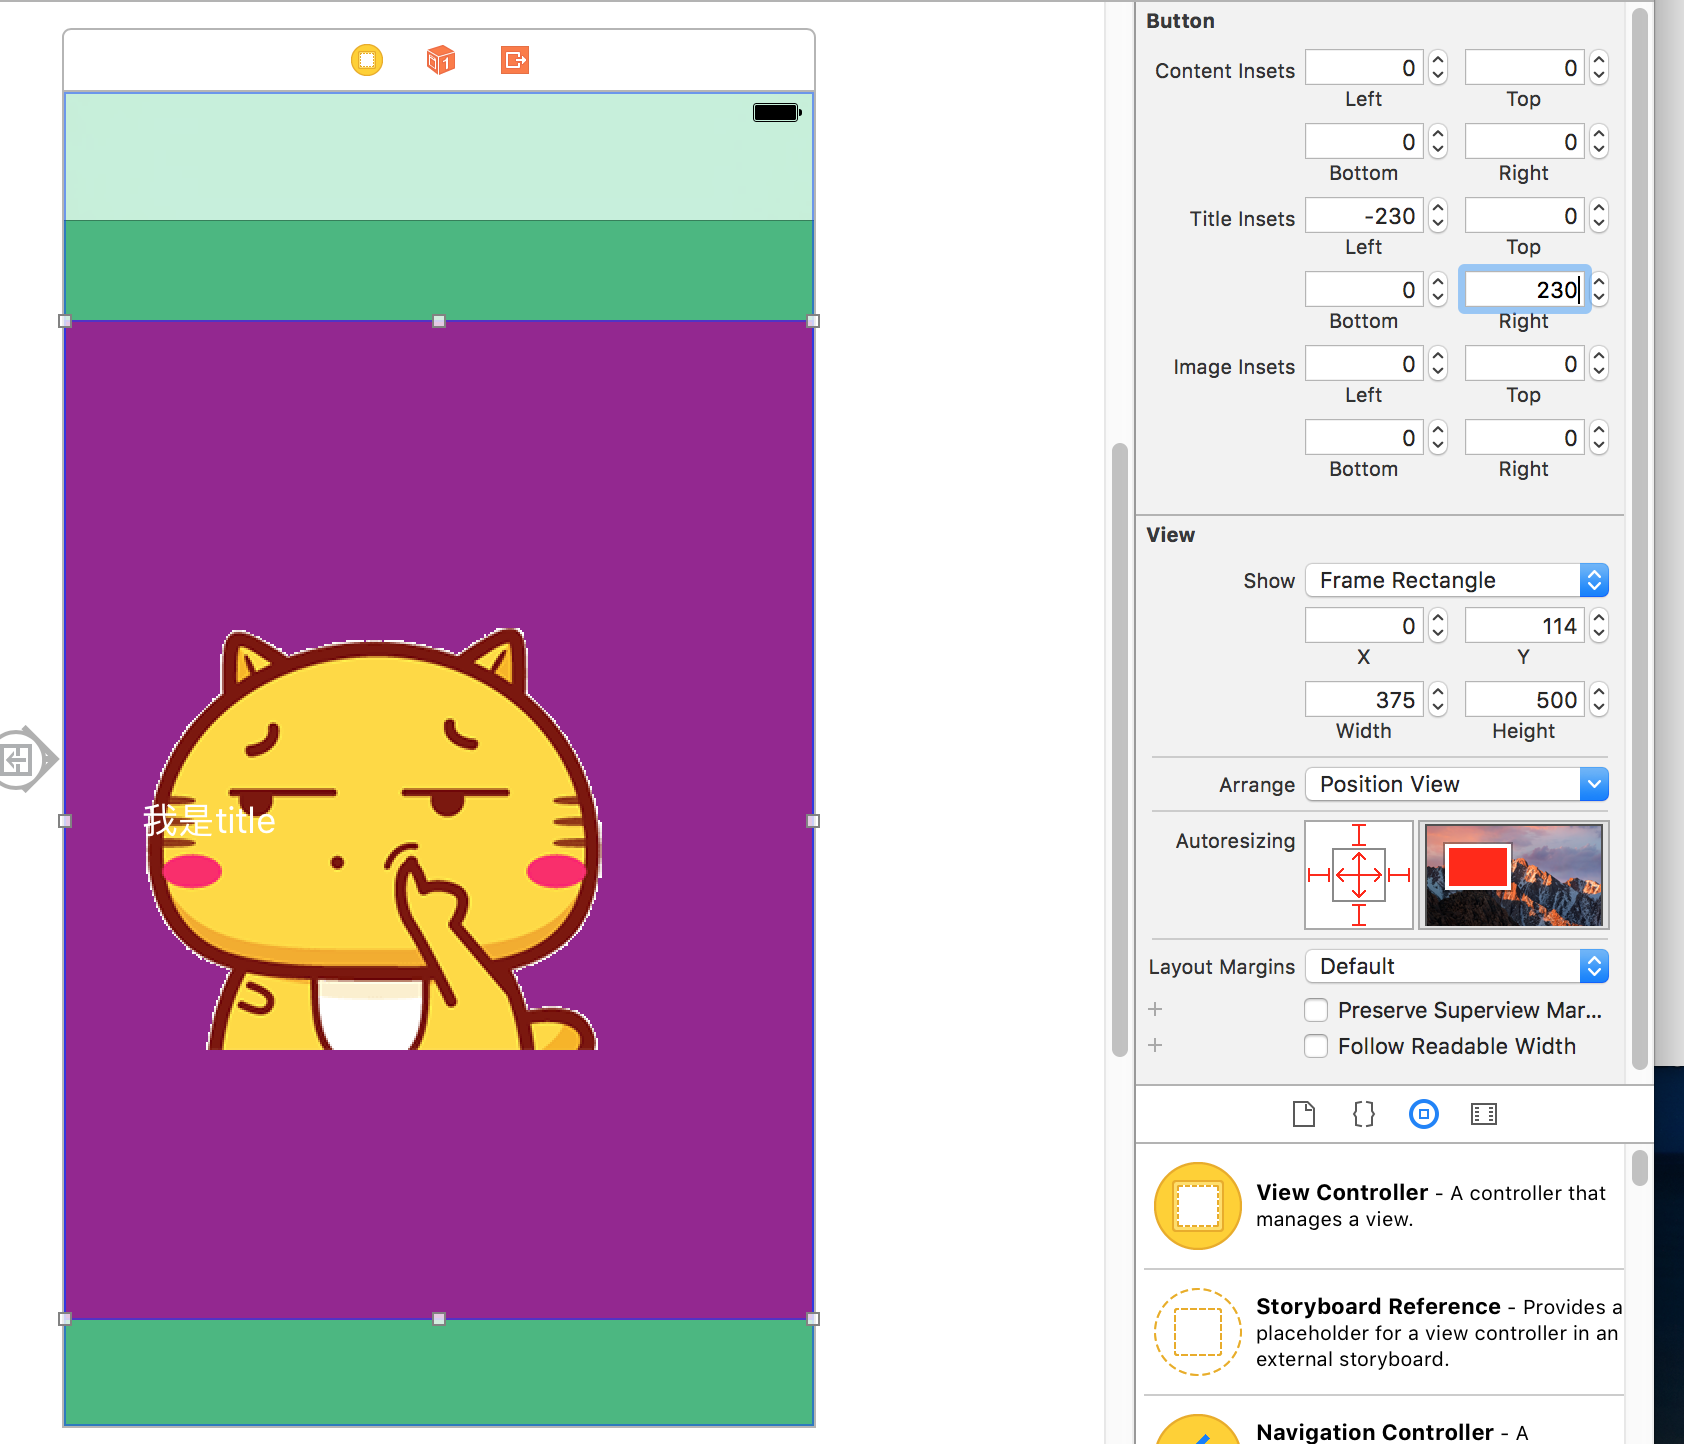 我是title
Button
Content Insets 0 0
Left Top
0 0
Bottom Right
Title Insets -230 0
Left Top
0 230
Bottom Right
Image Insets 0 0
Left Top
0 0
Bottom Right
View
Show Frame Rectangle
0 114
X Y
375 500
Width Height
Arrange Position View
Autoresizing
Layout Margins Default
+ Preserve Superview Mar...
+ Follow Readable Width
{}
View Controller - A controller that
manages a view.
Storyboard Reference - Provides a
placeholder for a view controller in an
external storyboard.
Navigation Controller - A